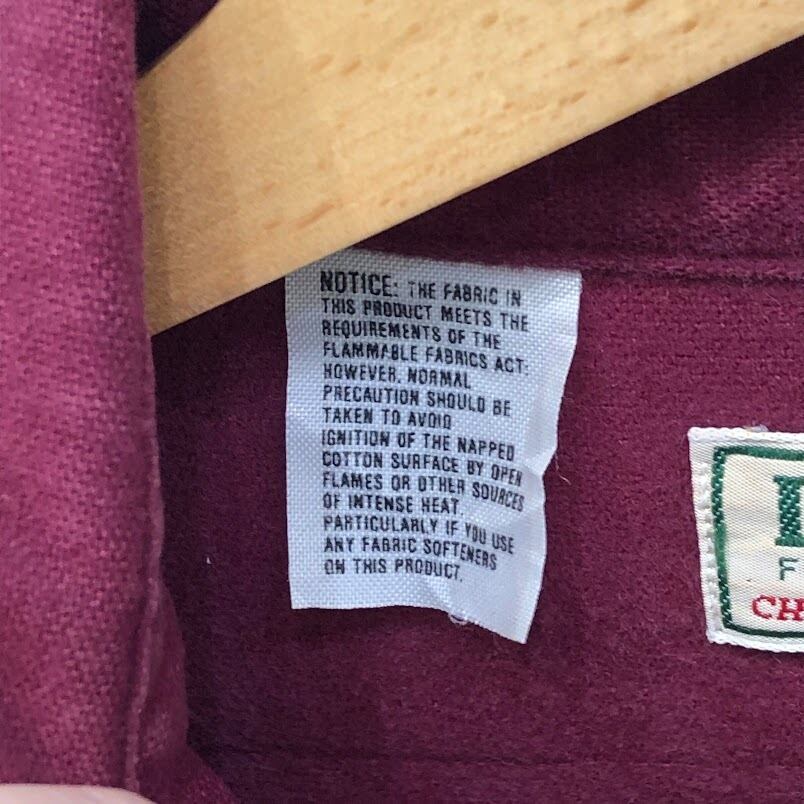 NOTICE: THE FABRIC IN
THIS PRODUCT MEETS THE
REQUIREMENTS OF THE
FLAMMABLE FABRICS ACT:
HOWEVER, NORMAL
PRECAUTION SHOULD BE
TAKEN TO AVOID
IGNITION OF THE NAPPED
COTTON SURFACE BY OPEN
FLAMES OR OTHER SOURCES
OF INTENSE HEAT.
PARTICULARLY IF YOU USE
ANY FABRIC SOFTENERS
ON THIS PRODUCT.
F
CH